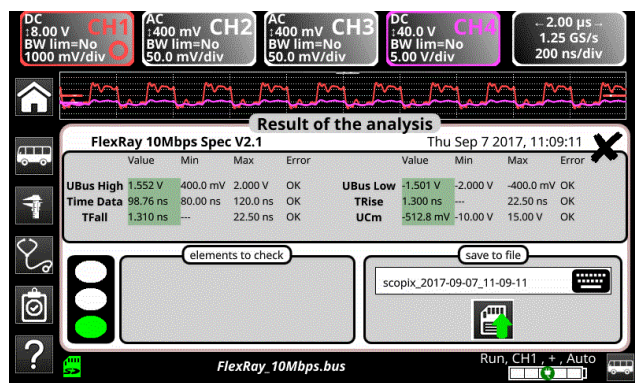 DC
↕8.00 V CH1
BW lim=No
1000 mV/div
AC
↕400 mV CH2
BW lim=No
50.0 mV/div
AC
↕400 mV CH3
BW lim=No
50.0 mV/div
DC
↕40.0 V CH4
BW lim=No
5.00 V/div
←2.00 µs→
1.25 GS/s
200 ns/div
Result of the analysis
FlexRay 10Mbps Spec V2.1 Thu Sep 7 2017, 11:09:11
Value Min Max Error Value Min Max Error
UBus High 1.552 V 400.0 mV 2.000 V OK UBus Low -1.501 V -2.000 V -400.0 mV OK
Time Data 98.76 ns 80.00 ns 120.0 ns OK TRise 1.300 ns --- 22.50 ns OK
TFall 1.310 ns --- 22.50 ns OK UCm -512.8 mV -10.00 V 15.00 V OK
elements to check
save to file
scopix_2017-09-07_11-09-11
?
SD
FlexRay_10Mbps.bus
Run, CH1 , + , Auto